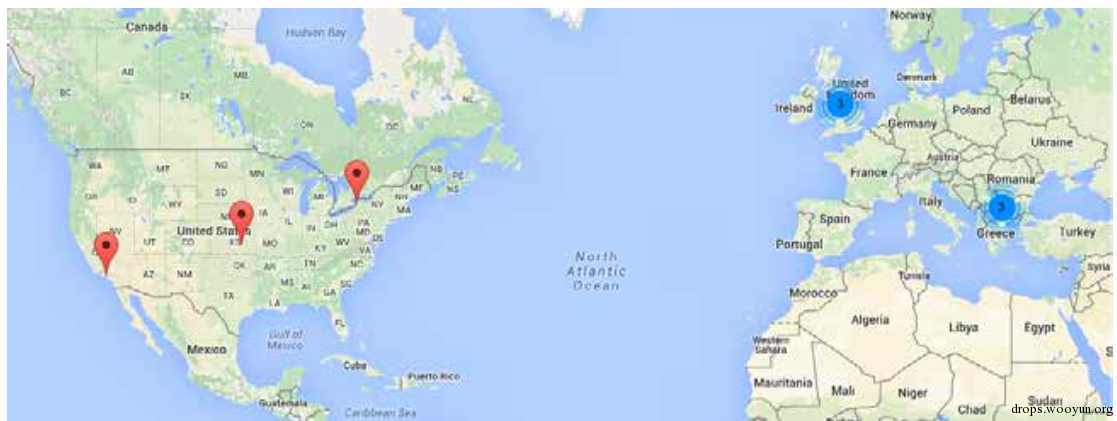 Norway
Canada
Hudson Bay
AB
MB
BC
SK
NL
ON
QC
United
Kingdom
3
Denmark
Ireland
Belarus
Poland
Germany
Ukraine
Austria
France
Romania
Italy
3
Spain
Portugal
Greece
Turkey
WA
MT
ND
MN
NB
PE
NS
OR
ID
WY
SD
WI
MI
NY
NH
ME
MA
IA
IL
IN
OH
PA
MD
DE
NV
UT
CO
United States
KS
MO
KY
WV
VA
NC
AZ
NM
OK
AR
TN
SC
MS
AL
GA
TX
LA
FL
North
Atlantic
Ocean
Gulf of
Mexico
Mexico
Cuba
Puerto Rico
Guatemala
Caribbean Sea
Syria
Tunisia
Morocco
Algeria
Libya
Egypt
Western
Sahara
Mauritania
Mali
Niger
Chad
Sudan
drops.wooyun.org